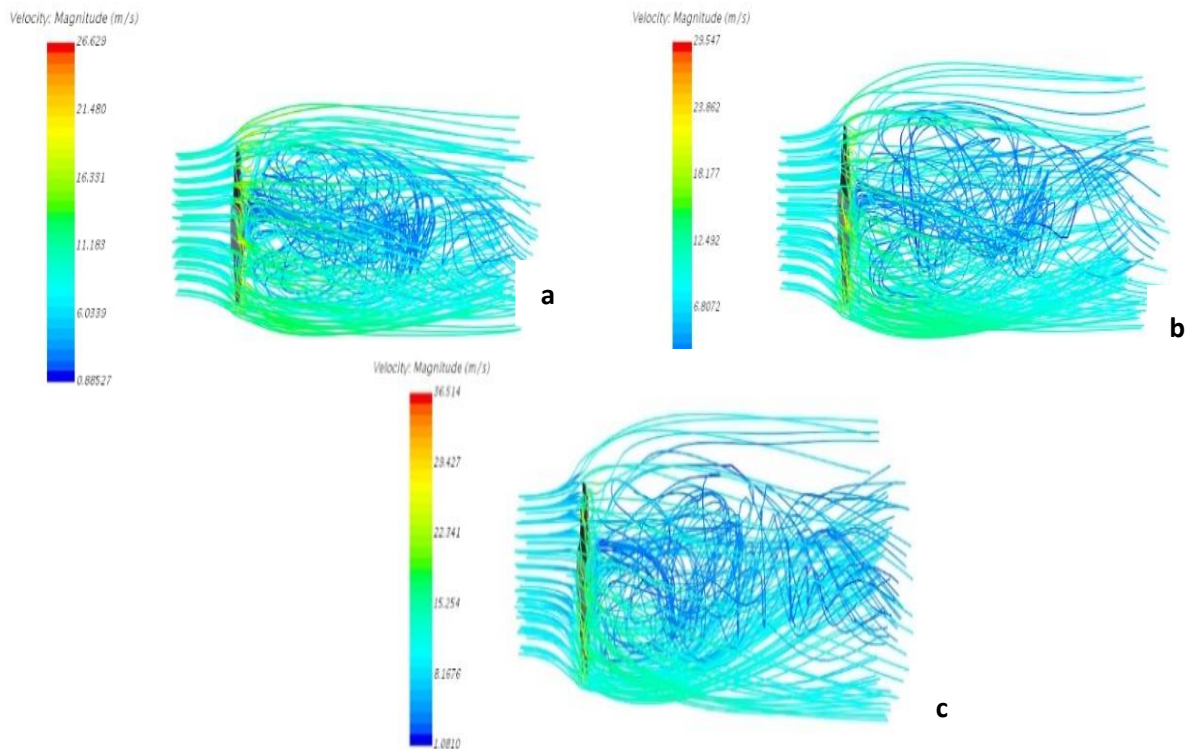 Velocity: Magnitude (m/s)
26.629
21.480
16.331
11.183
6.0339
0.88527
a
Velocity: Magnitude (m/s)
29.547
23.862
18.177
12.492
6.8072
b
Velocity: Magnitude (m/s)
36.514
29.427
22.341
15.254
8.1676
1.0810
c